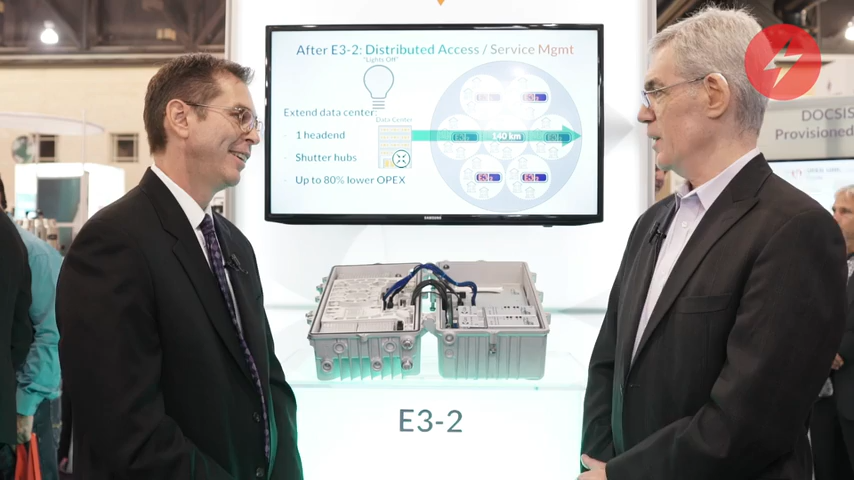 After E3-2: Distributed Access / Service Mgmt
"Lights Off"
Extend data center
Data Center
1 headend
140 km
Shutter hubs
Up to 80% lower OPEX
SAMSUNG
E3-2
DOCSIS
Provisioned